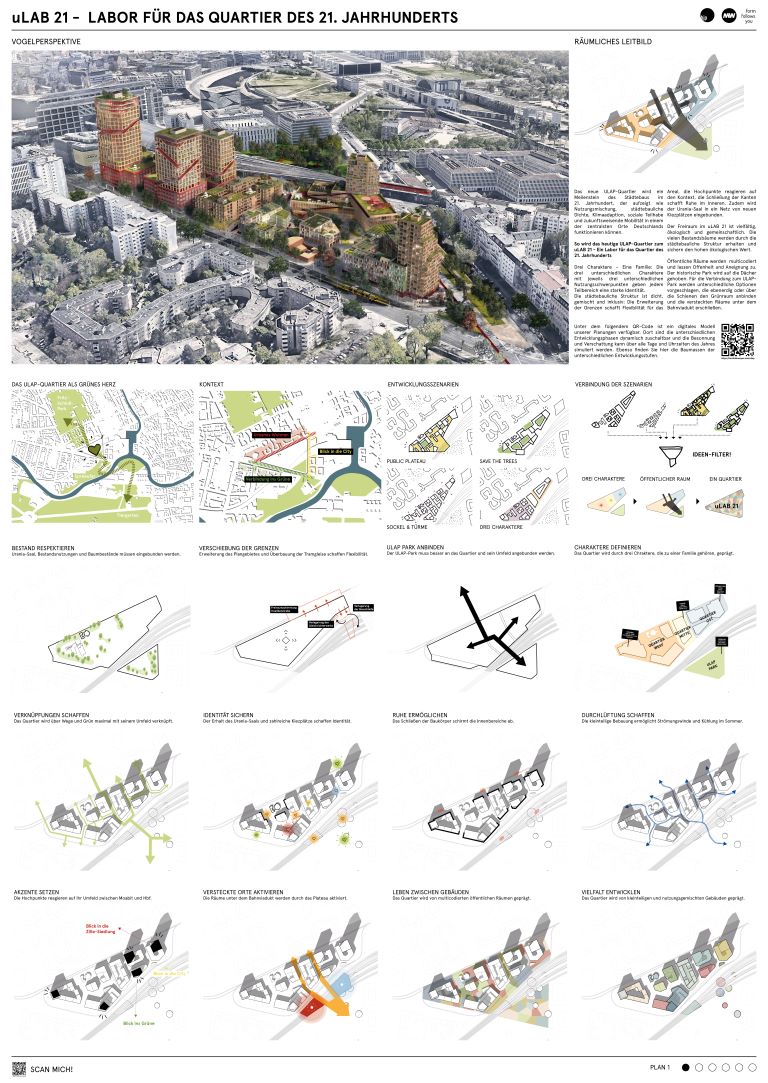 uLAB 21 – LABOR FÜR DAS QUARTIER DES 21. JAHRHUNDERTS
form
follows
you
VOGELPERSPEKTIVE
RÄUMLICHES LEITBILD
Das neue ULAP-Quartier wird ein
Meilenstein des Städtebaus im
21. Jahrhundert, der aufzeigt wie
Nutzungsmischung, städtebauliche
Dichte, Klimaadaption, soziale Teilhabe
und zukunftsweisende Mobilität in einem
der zentralsten Orte Deutschlands
funktionieren können.
So wird das heutige ULAP-Quartier zum
uLAB 21 – Ein Labor für das Quartier des
21. Jahrhunderts
Drei Charaktere – Eine Familie: Die
drei unterschiedlichen Charaktere
mit jeweils drei unterschiedlichen
Nutzungsschwerpunkten geben jedem
Teilbereich eine starke Identität.
Die städtebauliche Struktur ist dicht,
gemischt und inklusiv: Die Erweiterung
der Grenzen schafft Flexibilität für das
Areal, die Hochpunkte reagieren auf
den Kontext, die Schließung der Kanten
schafft Ruhe im Inneren. Zudem wird
der Urania-Saal in ein Netz von neuen
Kiezplätzen eingebunden.
Der Freiraum im uLAB 21 ist vielfältig,
ökologisch und gemeinschaftlich. Die
vielen Bestandsbäume werden durch die
städtebauliche Struktur erhalten und
sichern den hohen ökologischen Wert.
Öffentliche Räume werden multicodiert
und lassen Offenheit und Aneignung zu.
Der historische Park wird auf die Dächer
gehoben. Für die Verbindung zum ULAP-
Park werden unterschiedliche Optionen
vorgeschlagen, die ebenerdig oder über
die Schienen den Grünraum anbinden
und die versteckten Räume unter dem
Bahnviadukt erschließen.
Unter dem folgendem QR-Code ist ein digitales Modell
unserer Planungen verfügbar. Dort sind die unterschiedlichen
Entwicklungsphasen dynamisch zuschaltbar und die Besonnung
und Verschattung kann über alle Tage und Uhrzeiten des Jahres
simuliert werden. Ebenso finden Sie hier die Baumassen der
unterschiedlichen Entwicklungsstufen.
DAS ULAP-QUARTIER ALS GRÜNES HERZ
KONTEXT
ENTWICKLUNGSSZENARIEN
VERBINDUNG DER SZENARIEN
Fritz-
Schloß-
Park
Tiergarten
Blick in die City
Verbindung ins Grüne
PUBLIC PLATEAU
SAVE THE TREES
SOCKEL & TÜRME
DREI CHARAKTERE
IDEEN-FILTER!
DREI CHARAKTERE
ÖFFENTLICHER RAUM
EIN QUARTIER
uLAB 21
BESTAND RESPEKTIEREN
Urania-Saal, Bestandsnutzungen und Baumbestände müssen eingebunden werden.
VERSCHIEBUNG DER GRENZEN
Erweiterung des Plangebietes und Überbauung der Tramgleise schaffen Flexibilität.
ULAP PARK ANBINDEN
Der ULAP-Park muss besser an das Quartier und sein Umfeld angebunden werden.
CHARAKTERE DEFINIEREN
Das Quartier wird durch drei Chraktere, die zu einer Familie gehören, geprägt.
QUARTIER
WEST
QUARTIER
MITTE
QUARTIER
OST
ULAP
PARK
VERKNÜPFUNGEN SCHAFFEN
Das Quartier wird über Wege und Grün maximal mit seinem Umfeld verknüpft.
IDENTITÄT SICHERN
Der Erhalt des Urania-Saals und zahlreiche Kiezplätze schaffen Identität.
RUHE ERMÖGLICHEN
Das Schließen der Baukörper schirmt die Innenbereiche ab.
DURCHLÜFTUNG SCHAFFEN
Die kleinteilige Bebauung ermöglicht Strömungswinde und Kühlung im Sommer.
AKZENTE SETZEN
Die Hochpunkte reagieren auf ihr Umfeld zwischen Moabit und Hbf.
VERSTECKTE ORTE AKTIVIEREN
Die Räume unter dem Bahnviadukt werden durch das Plateau aktiviert.
LEBEN ZWISCHEN GEBÄUDEN
Das Quartier wird von multicodierten öffentlichen Räumen geprägt.
VIELFALT ENTWICKLEN
Das Quartier wird von kleinteiligen und nutzungsgemischten Gebäuden geprägt.
Blick in die
Zille-Siedlung
Blick in die City
Blick ins Grüne
SCAN MICH!
PLAN 1